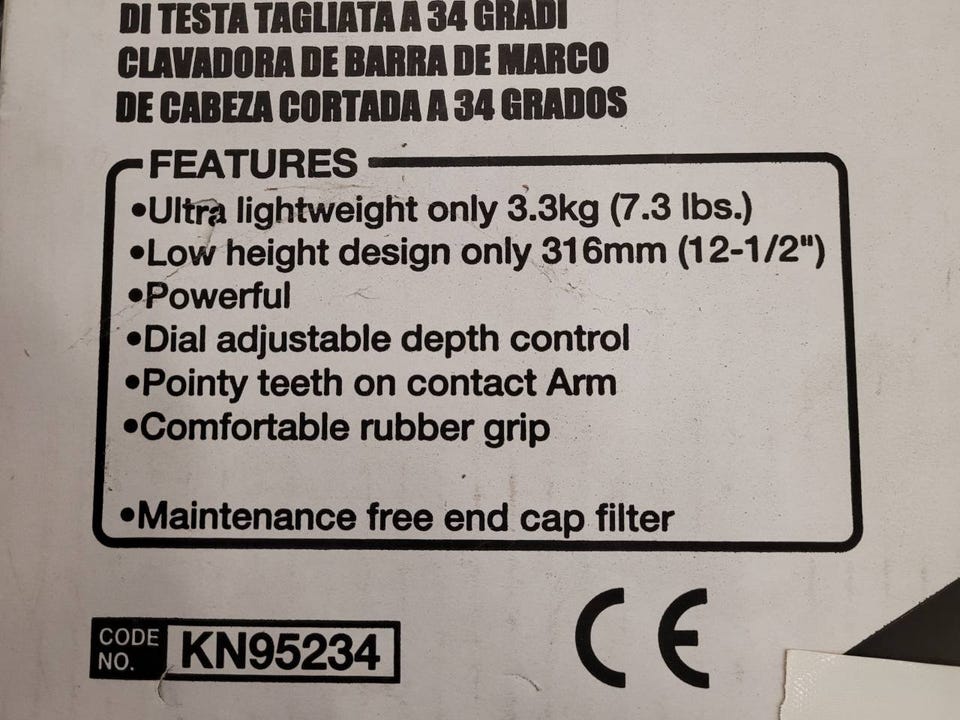 DI TESTA TAGLIATA A 34 GRADI
CLAVADORA DE BARRA DE MARCO
DE CABEZA CORTADA A 34 GRADOS
FEATURES
•Ultra lightweight only 3.3kg (7.3 lbs.)
•Low height design only 316mm (12-1/2")
•Powerful
•Dial adjustable depth control
•Pointy teeth on contact Arm
•Comfortable rubber grip
•Maintenance free end cap filter
CODE NO. KN95234
CE